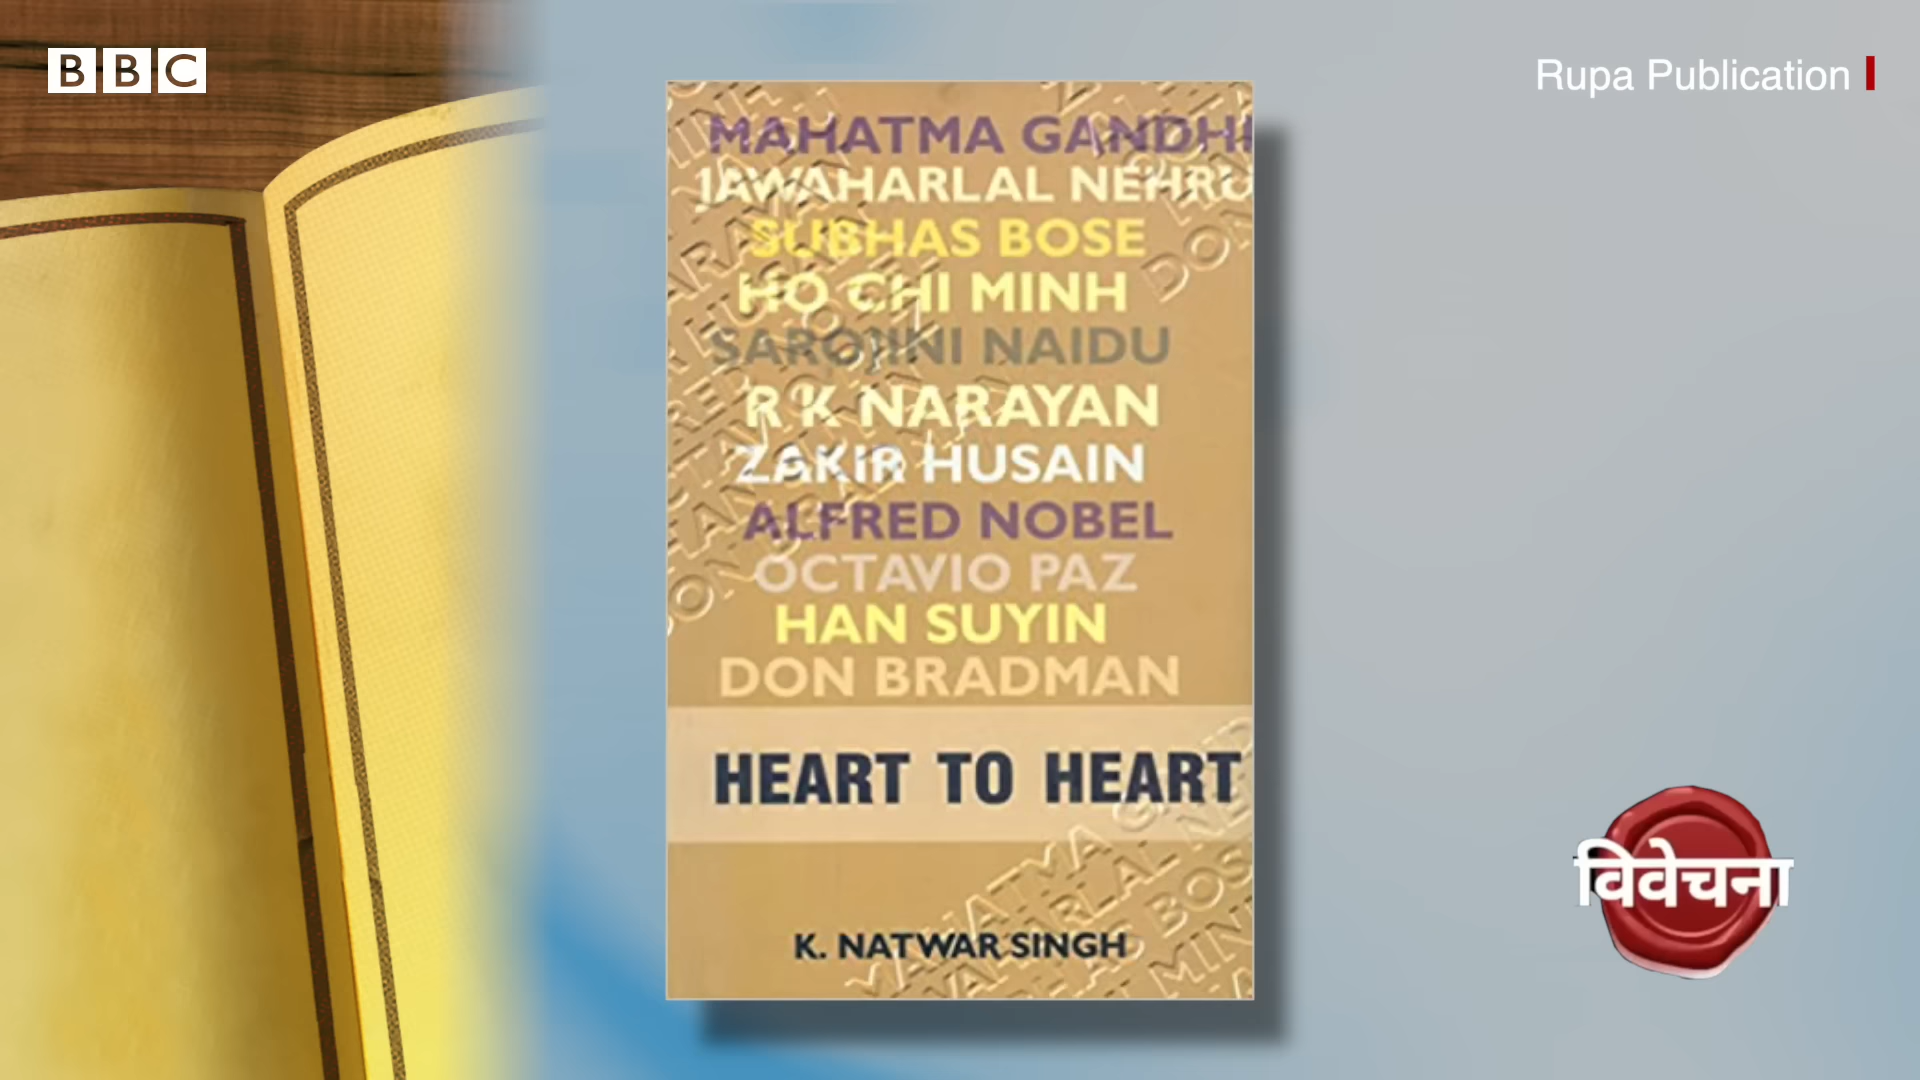 BBC
Rupa Publication
MAHATMA GANDHI
JAWAHARLAL NEHRU
SUBHAS BOSE
HO CHI MINH
SAROJINI NAIDU
R K NARAYAN
ZAKIR HUSAIN
ALFRED NOBEL
OCTAVIO PAZ
HAN SUYIN
DON BRADMAN
HEART TO HEART
K. NATWAR SINGH
विवेचना